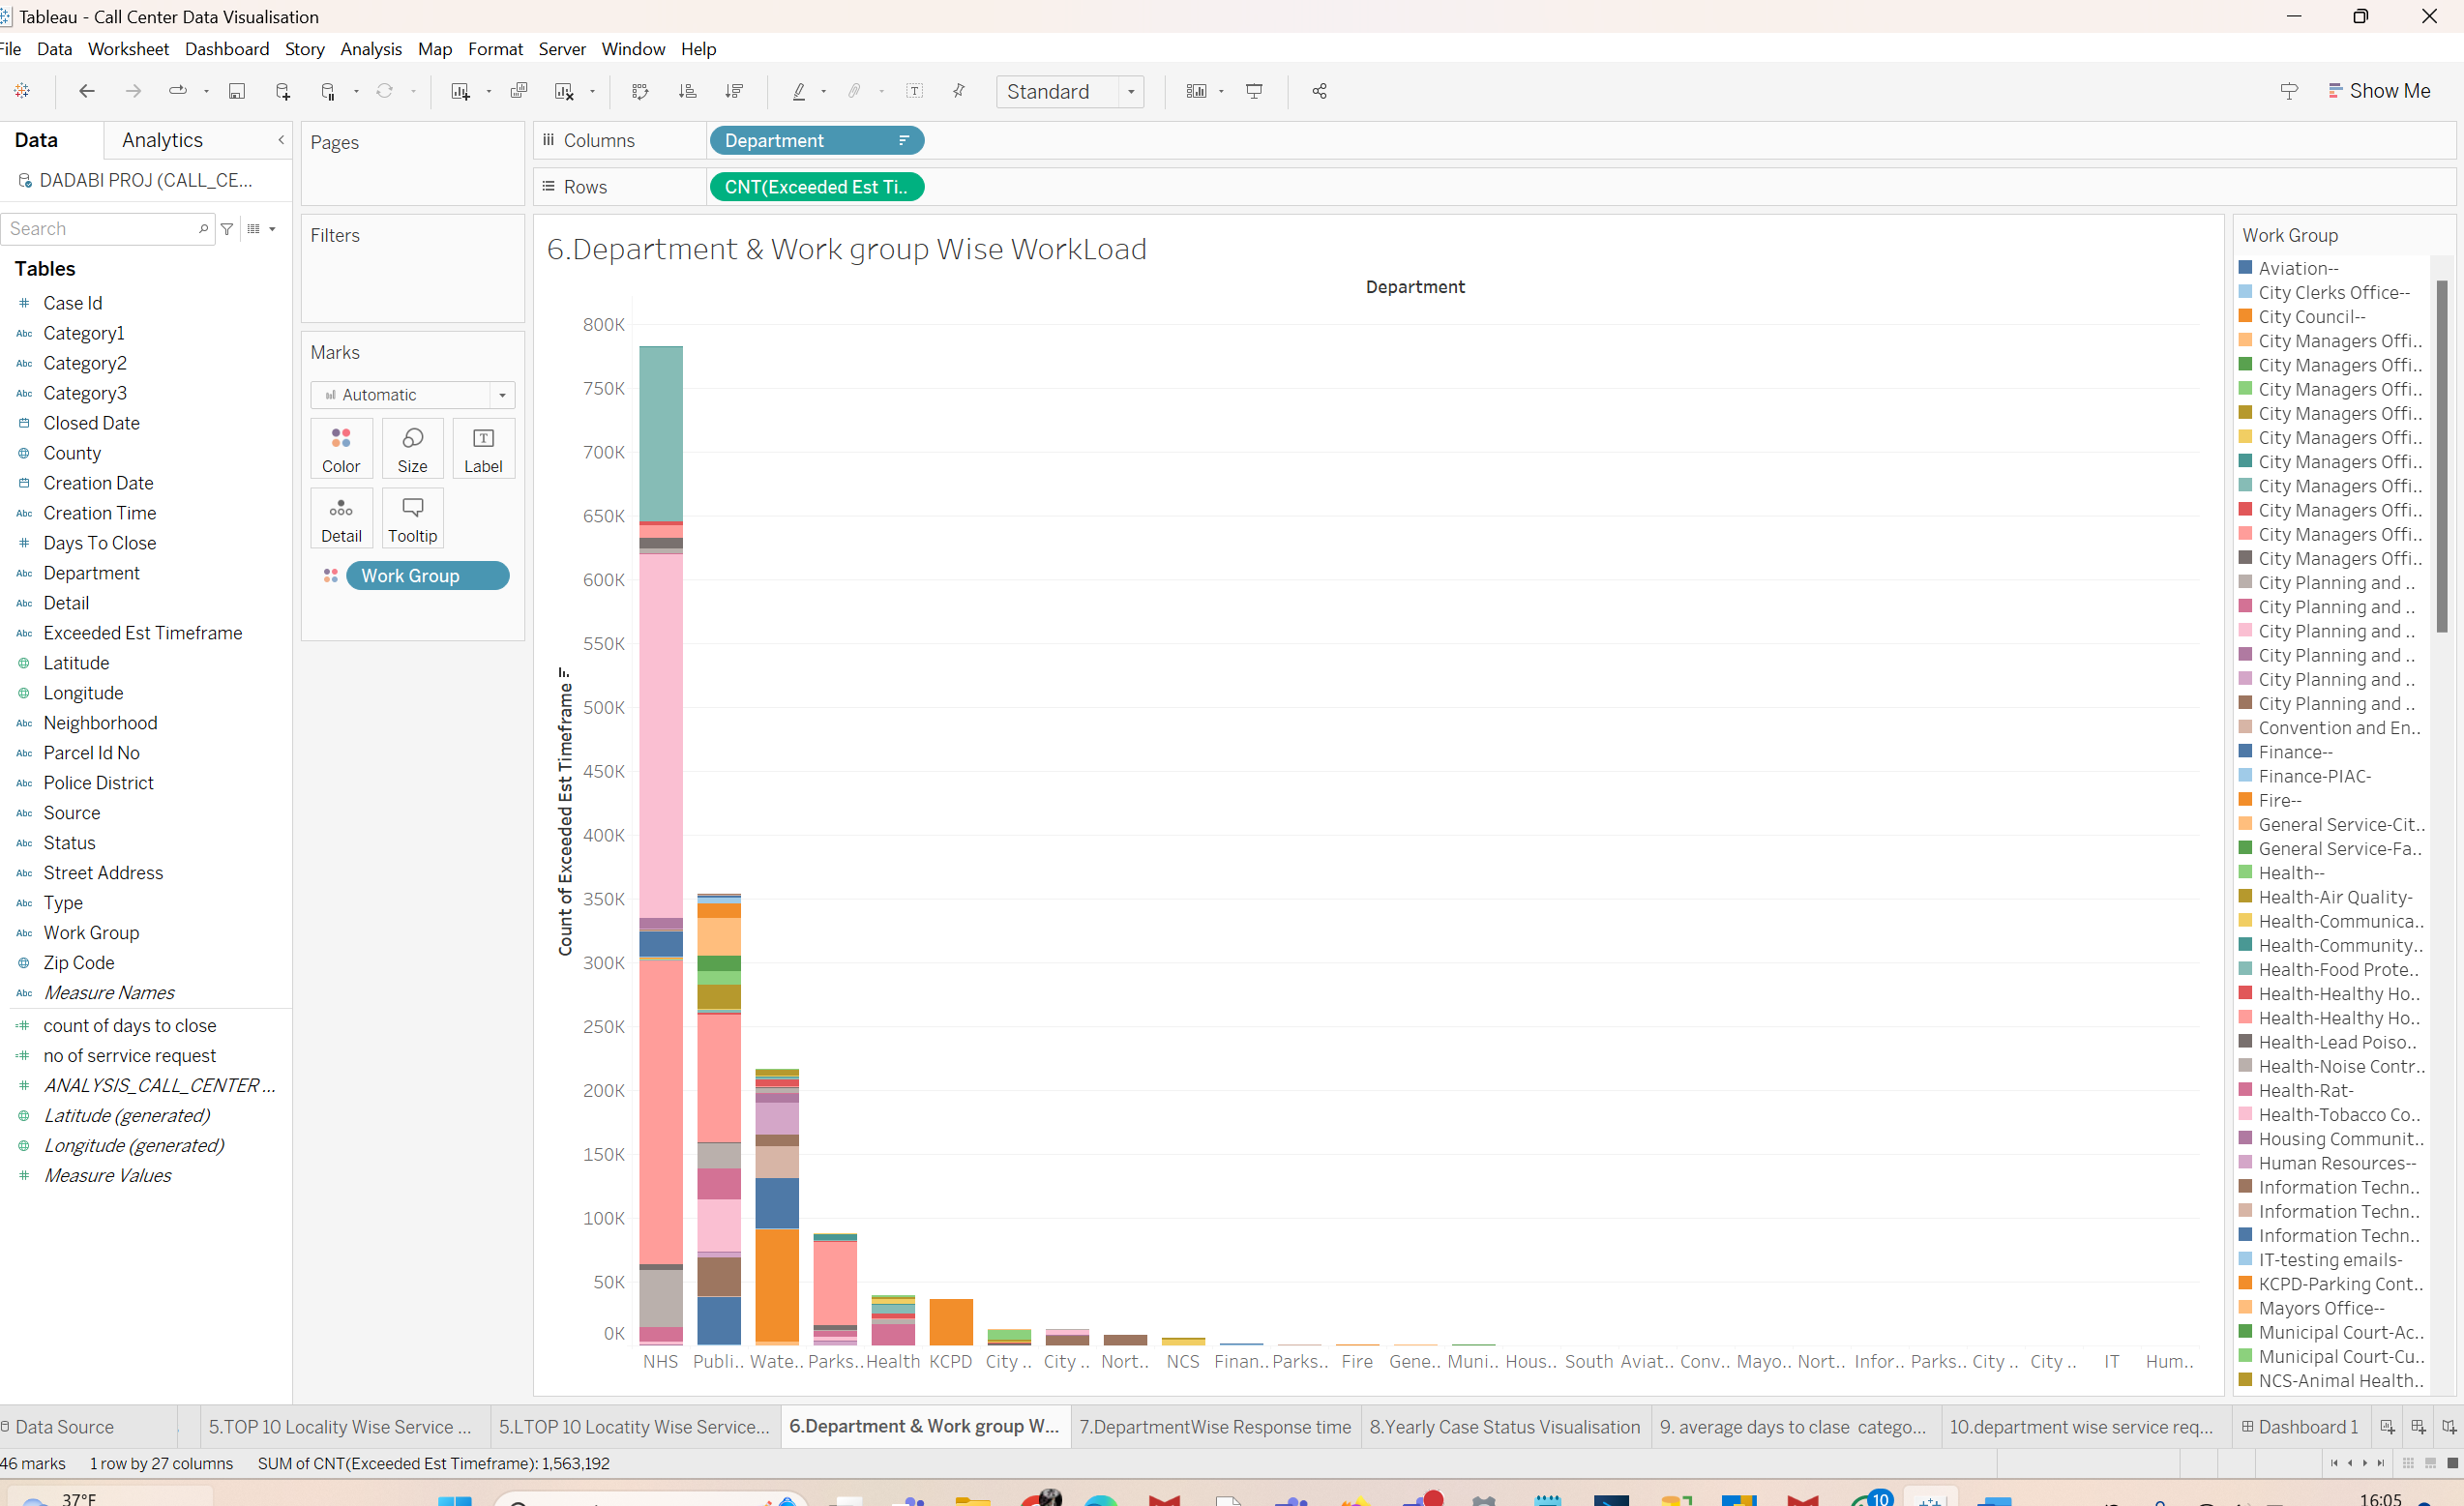 Tableau - Call Center Data Visualisation
File Data Worksheet Dashboard Story Analysis Map Format Server Window Help
Standard
Show Me
Data Analytics
DADABI PROJ (CALL_CE...
Search
Tables
Case Id
Category1
Category2
Category3
Closed Date
County
Creation Date
Creation Time
Days To Close
Department
Detail
Exceeded Est Timeframe
Latitude
Longitude
Neighborhood
Parcel Id No
Police District
Source
Status
Street Address
Type
Work Group
Zip Code
Measure Names
count of days to close
no of serrvice request
ANALYSIS_CALL_CENTER ...
Latitude (generated)
Longitude (generated)
Measure Values
Pages
Filters
Marks
Automatic
Color Size Label
Detail Tooltip
Work Group
Columns Department
Rows CNT(Exceeded Est Ti..
6.Department & Work group Wise WorkLoad
Department
800K
750K
700K
650K
600K
550K
500K
450K
400K
350K
300K
250K
200K
150K
100K
50K
0K
Count of Exceeded Est Timeframe
NHS Publi.. Wate.. Parks.. Health KCPD City .. City .. Nort.. NCS Finan.. Parks.. Fire Gene.. Muni.. Hous.. South Aviat.. Conv.. Mayo.. Nort.. Infor.. Parks.. City .. City .. IT Hum..
Work Group
Aviation--
City Clerks Office--
City Council--
City Managers Offi..
City Managers Offi..
City Managers Offi..
City Managers Offi..
City Managers Offi..
City Managers Offi..
City Managers Offi..
City Managers Offi..
City Managers Offi..
City Managers Offi..
City Planning and ..
City Planning and ..
City Planning and ..
City Planning and ..
City Planning and ..
City Planning and ..
Convention and En..
Finance--
Finance-PIAC-
Fire--
General Service-Cit..
General Service-Fa..
Health--
Health-Air Quality-
Health-Communica..
Health-Community..
Health-Food Prote..
Health-Healthy Ho..
Health-Healthy Ho..
Health-Lead Poiso..
Health-Noise Contr..
Health-Rat-
Health-Tobacco Co..
Housing Communit..
Human Resources--
Information Techn..
Information Techn..
Information Techn..
IT-testing emails-
KCPD-Parking Cont..
Mayors Office--
Municipal Court-Ac..
Municipal Court-Cu..
NCS-Animal Health..
Data Source 5.TOP 10 Locality Wise Service ... 5.LTOP 10 Locatity Wise Service... 6.Department & Work group W... 7.DepartmentWise Response time 8.Yearly Case Status Visualisation 9. average days to clase catego... 10.department wise service req... Dashboard 1
46 marks 1 row by 27 columns SUM of CNT(Exceeded Est Timeframe): 1,563,192
37°F 10 16:05